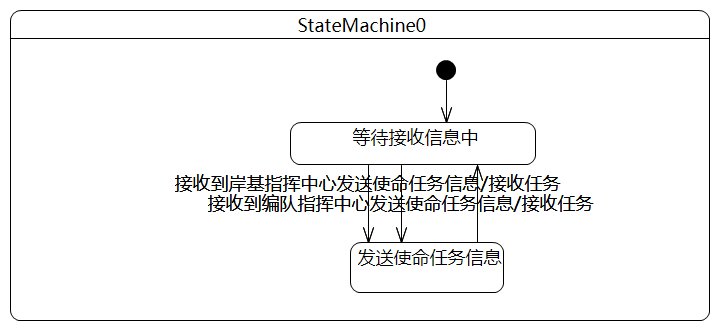 StateMachine0
等待接收信息中
接收到岸基指挥中心发送使命任务信息/接收任务
接收到编队指挥中心发送使命任务信息/接收任务
发送使命任务信息